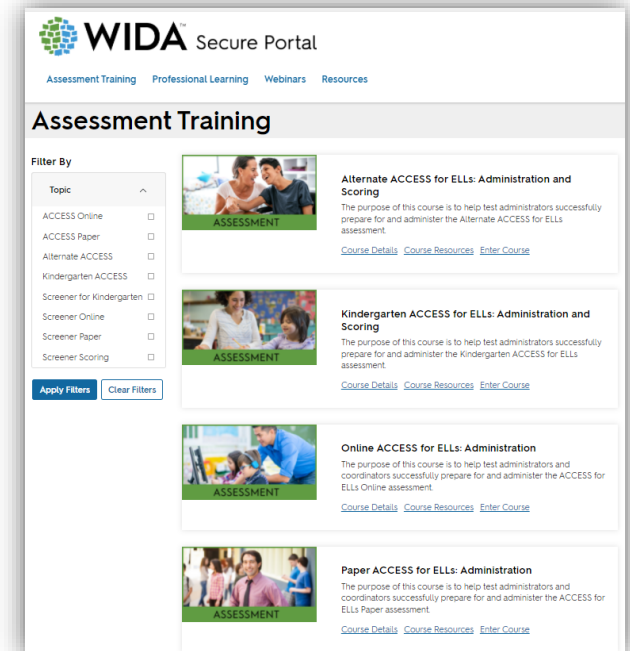 WIDA™ Secure Portal
Assessment Training Professional Learning Webinars Resources
Assessment Training
Filter By
Topic
ACCESS Online
ACCESS Paper
Alternate ACCESS
Kindergarten ACCESS
Screener for Kindergarten
Screener Online
Screener Paper
Screener Scoring
Apply Filters Clear Filters
ASSESSMENT
Alternate ACCESS for ELLs: Administration and
Scoring
The purpose of this course is to help test administrators successfully
prepare for and administer the Alternate ACCESS for ELLs
assessment.
Course Details Course Resources Enter Course
ASSESSMENT
Kindergarten ACCESS for ELLs: Administration and
Scoring
The purpose of this course is to help test administrators successfully
prepare for and administer the Kindergarten ACCESS for ELLs
assessment.
Course Details Course Resources Enter Course
ASSESSMENT
Online ACCESS for ELLs: Administration
The purpose of this course is to help test administrators and
coordinators successfully prepare for and administer the ACCESS for
ELLs Online assessment.
Course Details Course Resources Enter Course
ASSESSMENT
Paper ACCESS for ELLs: Administration
The purpose of this course is to help test administrators and
coordinators successfully prepare for and administer the ACCESS for
ELLs Paper assessment.
Course Details Course Resources Enter Course